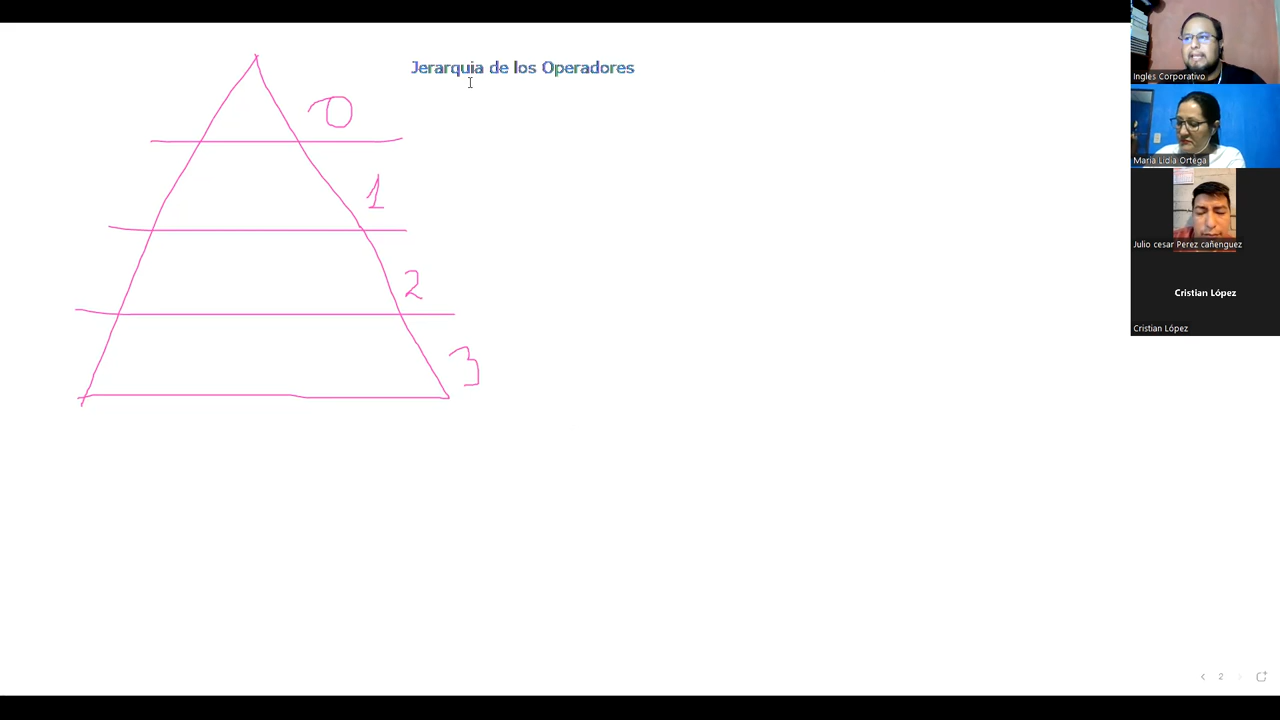 Jerarquia de los Operadores
0
1
2
3
Ingles Corporativo
Maria Lidia Ortega
Julio cesar Perez cañenguez
Cristian López
Cristian López
2